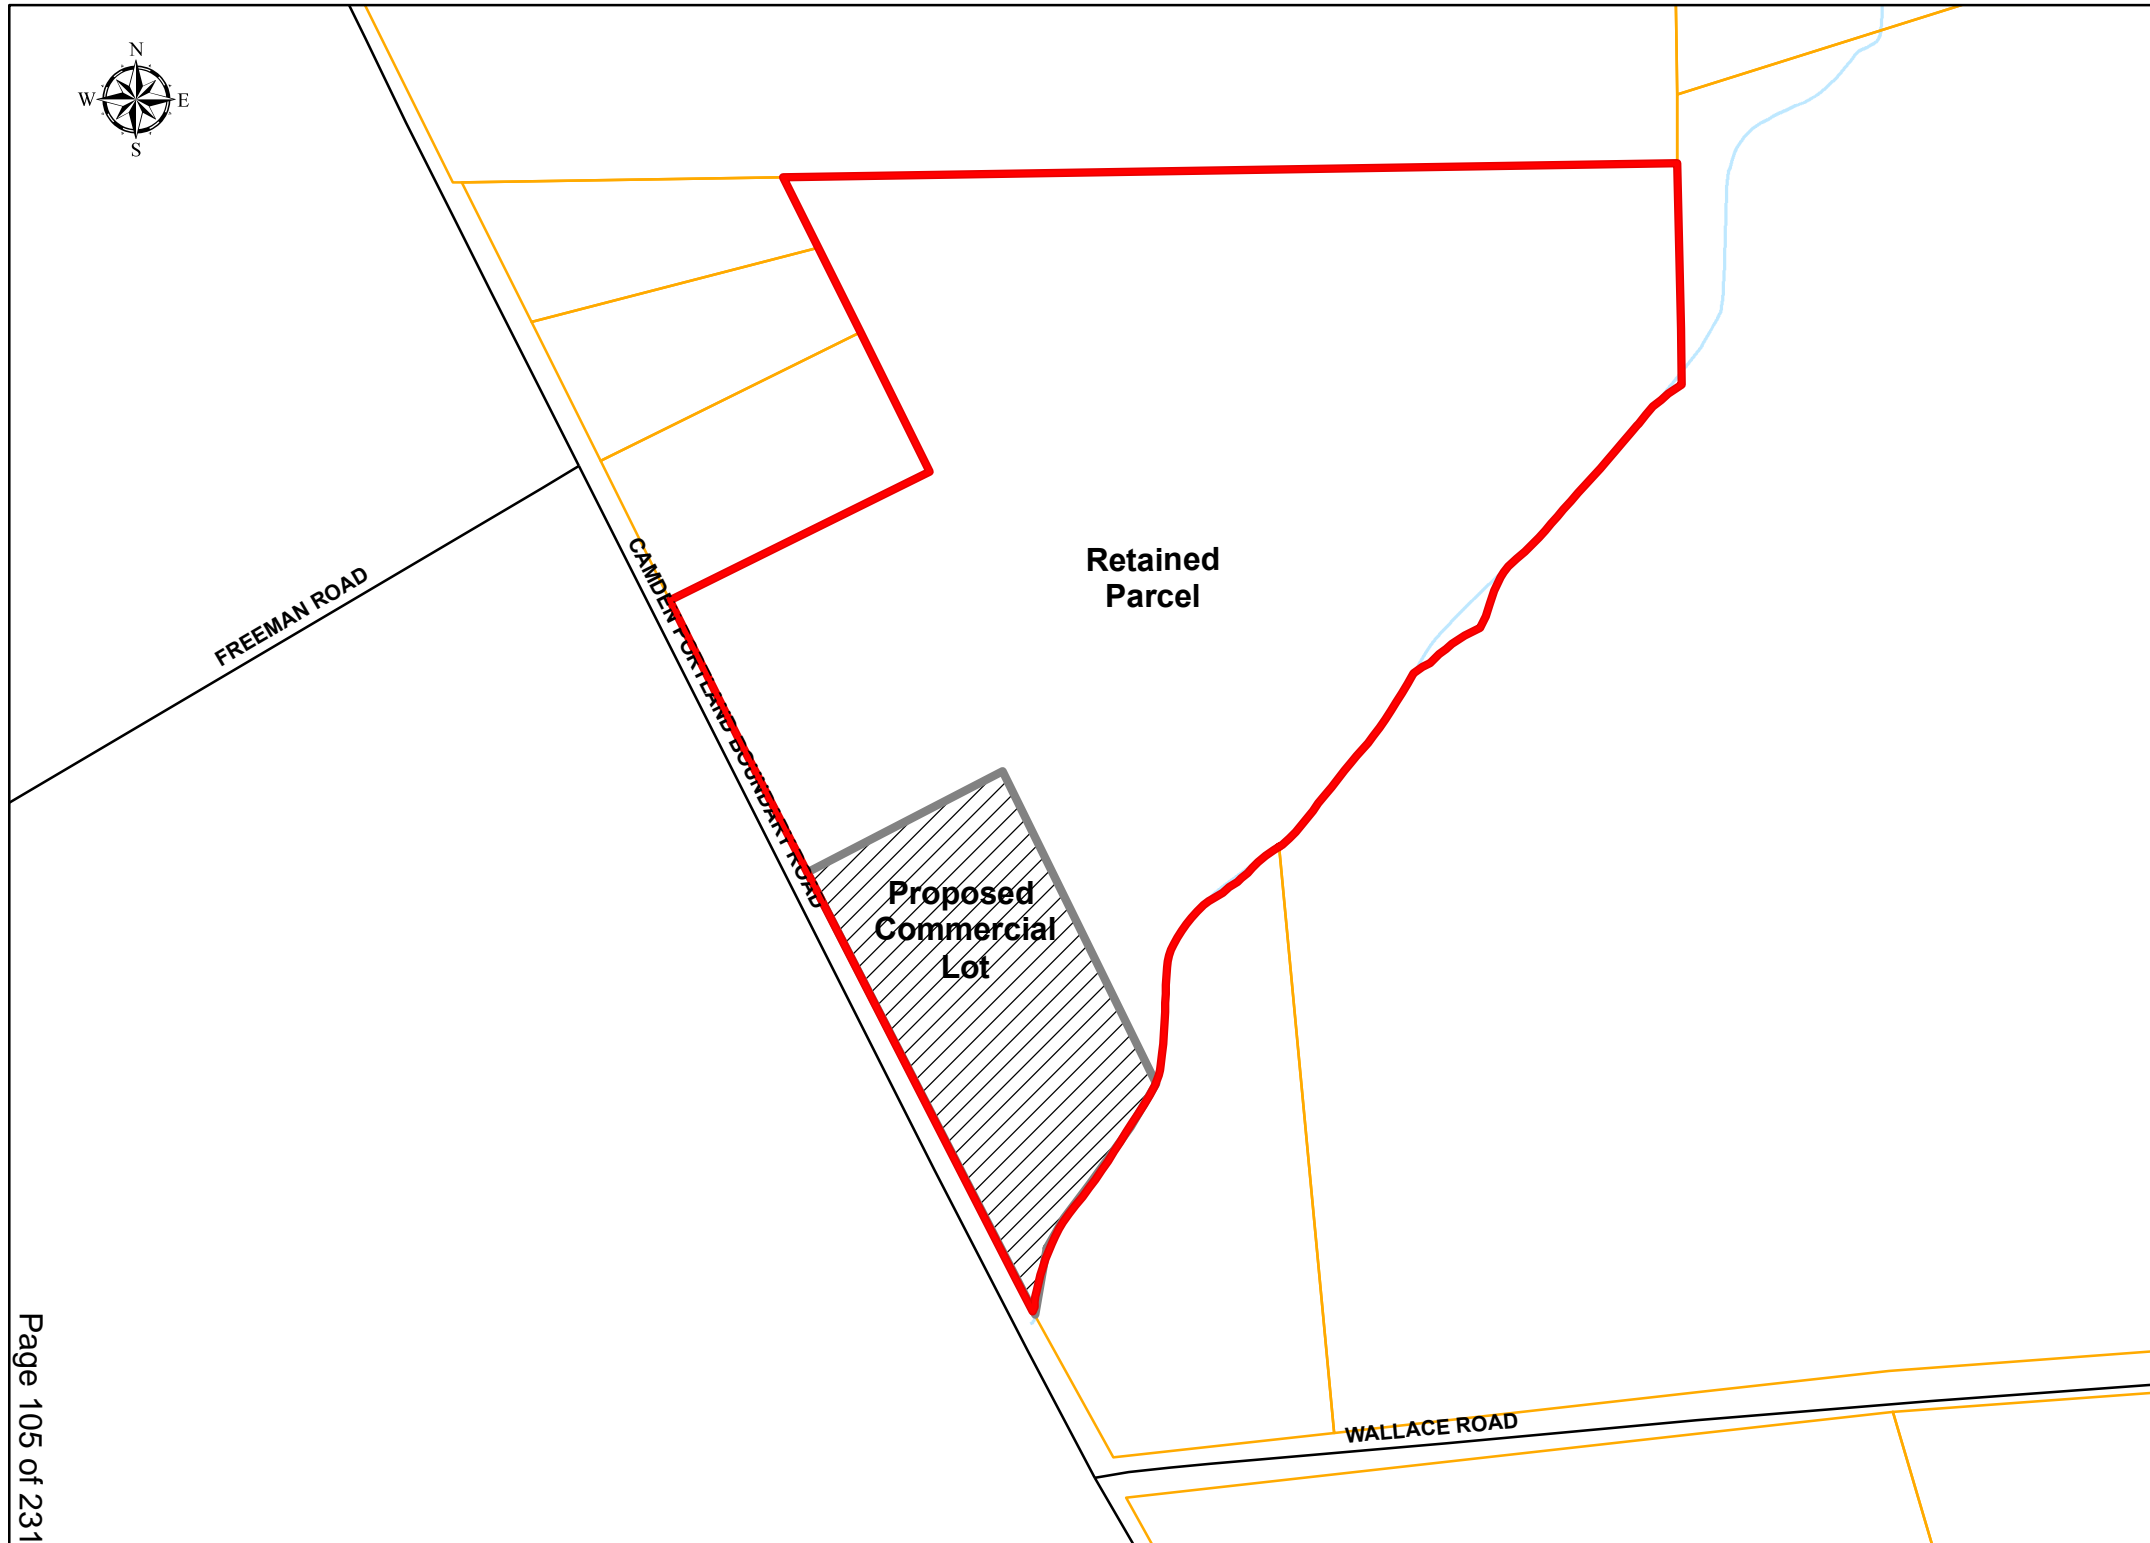 N
W E
S
FREEMAN ROAD
CAMDEN PORTLAND BOUNDARY ROAD
Retained
Parcel
Proposed
Commercial
Lot
WALLACE ROAD
Page 105 of 231